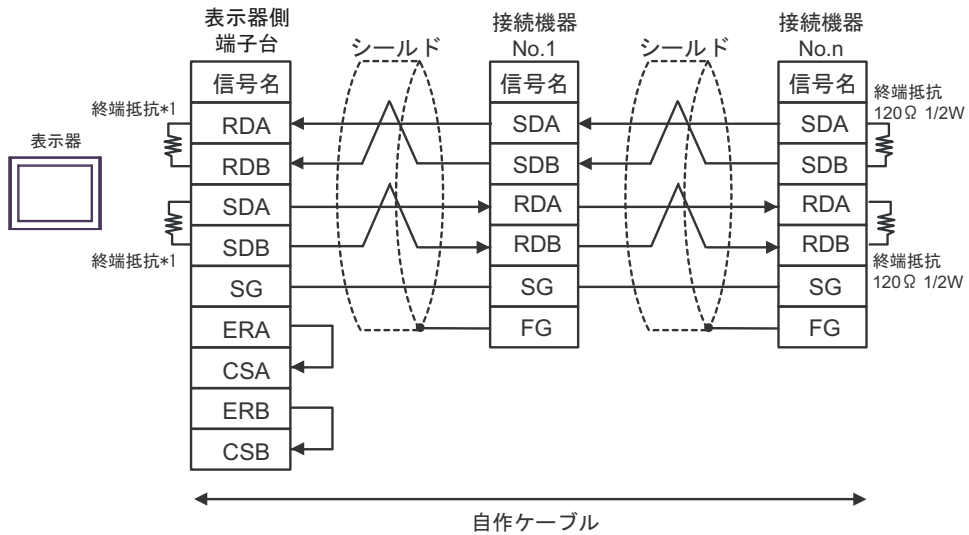 表示器側
端子台
接続機器
No.1
接続機器
No.n
シールド
シールド
信号名
信号名
信号名
終端抵抗*1
終端抵抗
120Ω 1/2W
表示器
RDA
SDA
SDA
RDB
SDB
SDB
SDA
RDA
RDA
SDB
RDB
RDB
終端抵抗*1
終端抵抗
120Ω 1/2W
SG
SG
SG
ERA
FG
FG
CSA
ERB
CSB
自作ケーブル